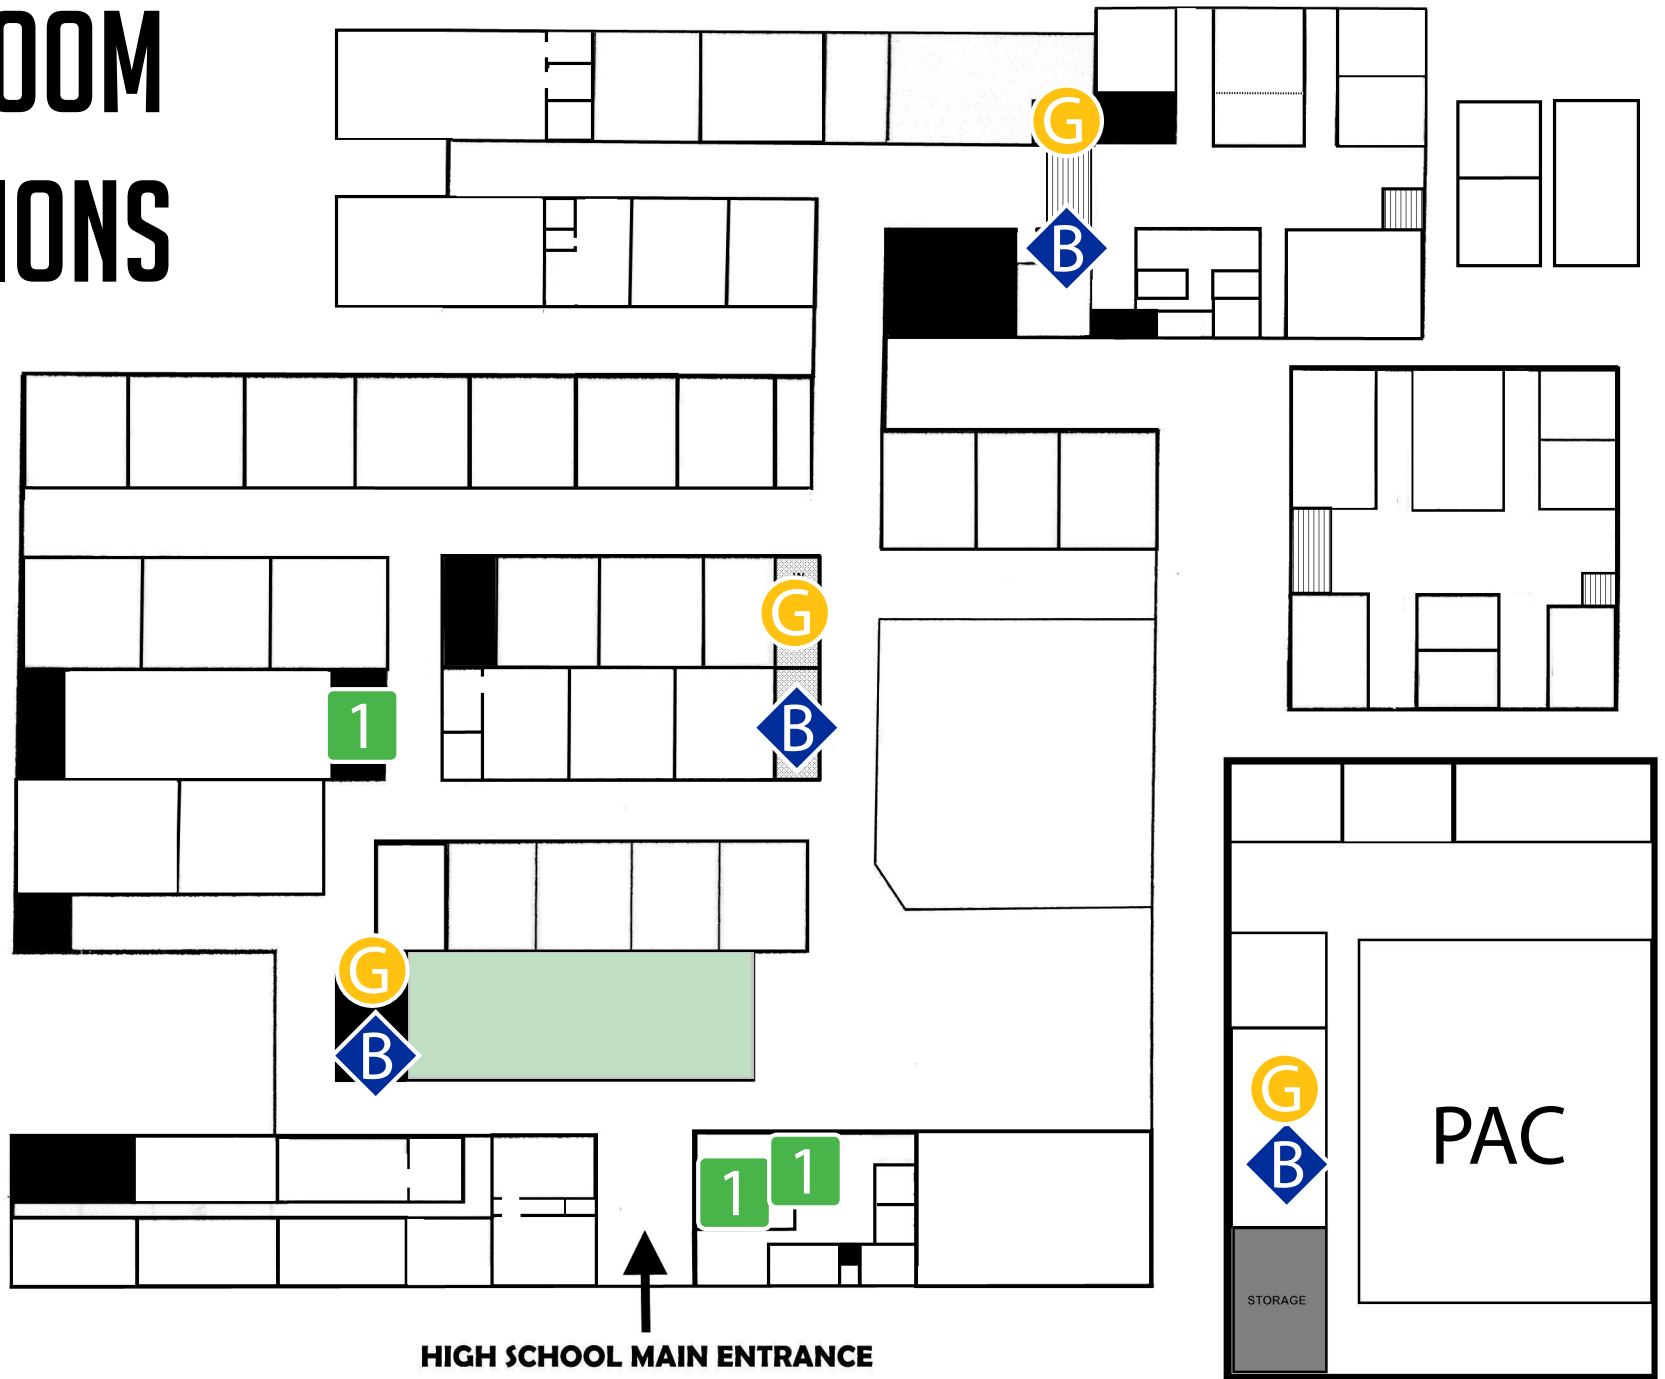 OOM
IONS
G
B
G
1
B
G
B
G
B
1
1
PAC
STORAGE
HIGH SCHOOL MAIN ENTRANCE